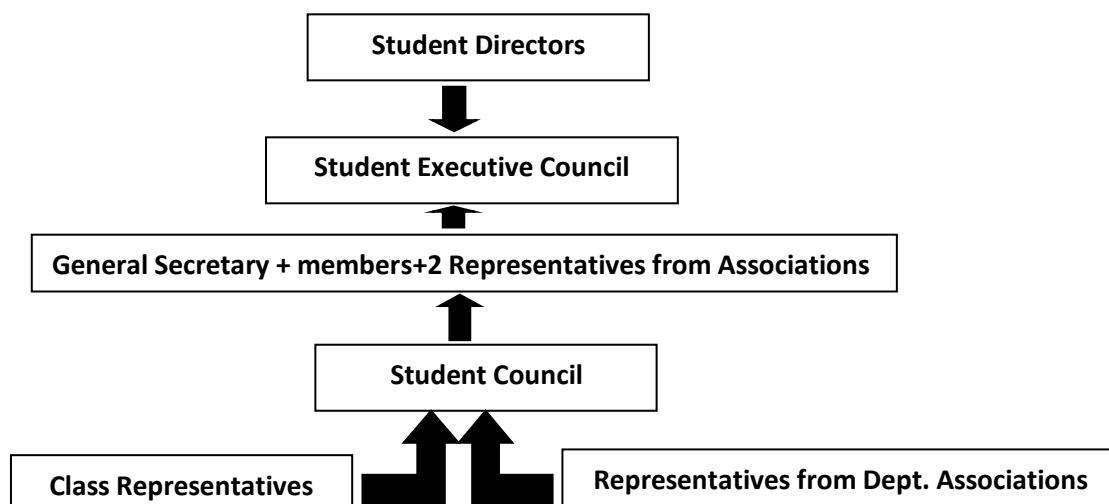 Student Directors
Student Executive Council
General Secretary + members+2 Representatives from Associations
Student Council
Class Representatives
Representatives from Dept. Associations